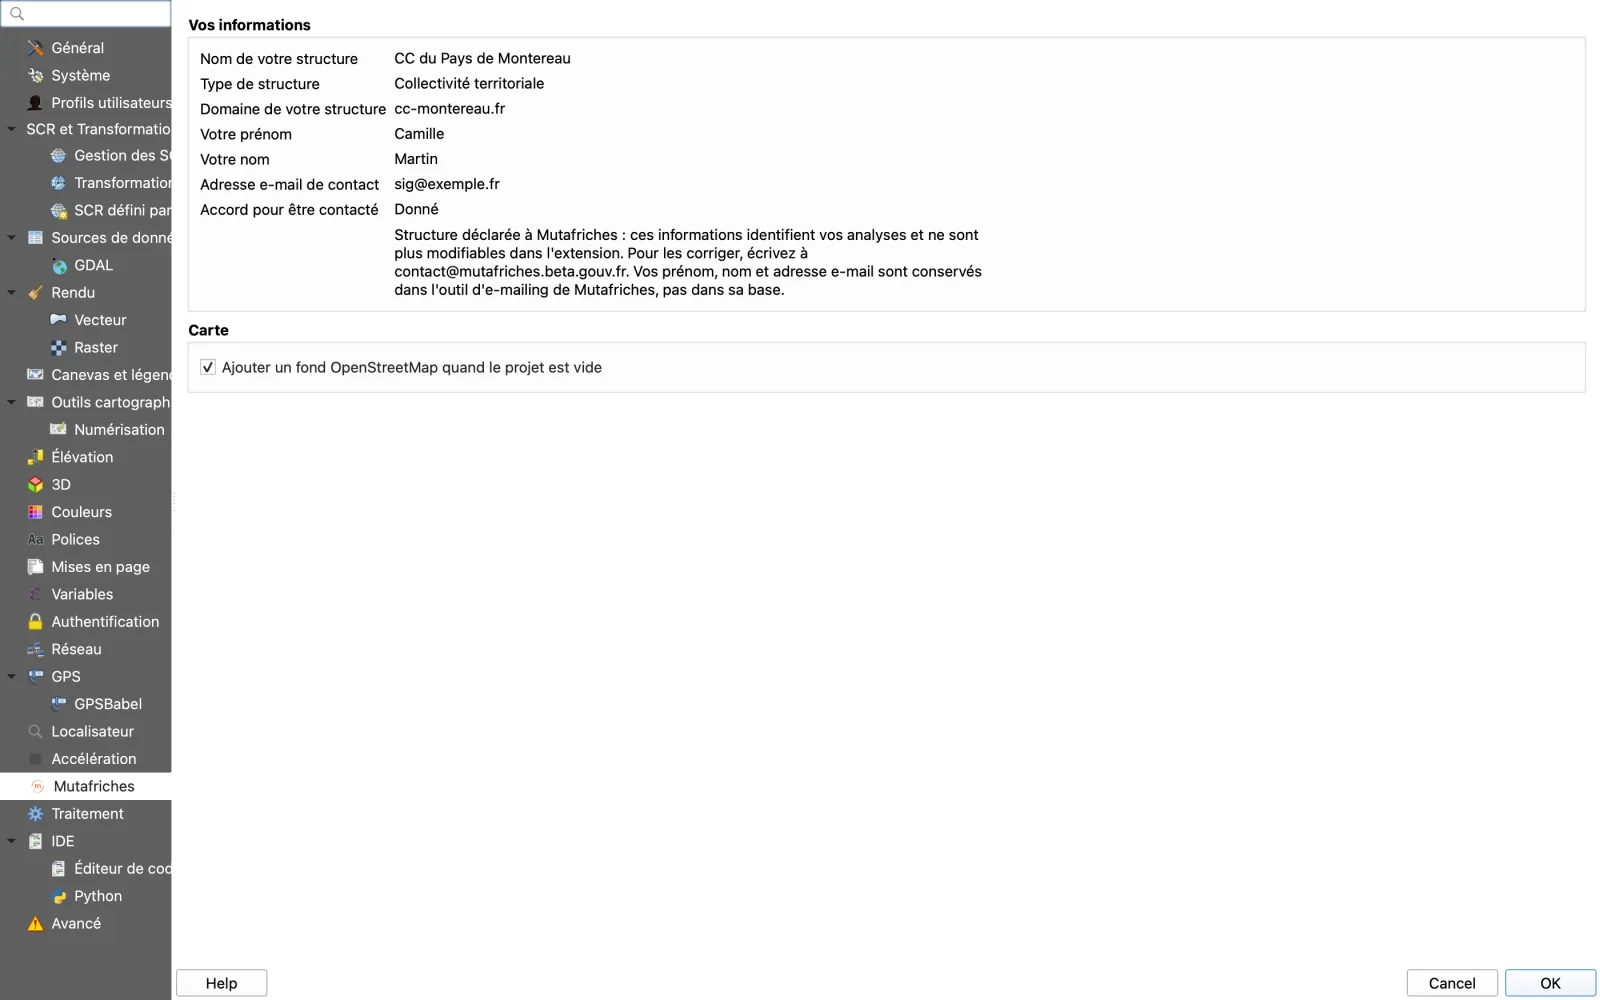 Général
Système
Profils utilisateurs
SCR et Transformatio
Gestion des SC
Transformation
SCR défini par
Sources de donné
GDAL
Rendu
Vecteur
Raster
Canevas et légend
Outils cartograph
Numérisation
Élévation
3D
Couleurs
Aa Polices
Mises en page
ε Variables
Authentification
Réseau
GPS
GPSBabel
Localisateur
Accélération
m Mutafriches
Traitement
IDE
Éditeur de cod
Python
Avancé
Vos informations
Nom de votre structure CC du Pays de Montereau
Type de structure Collectivité territoriale
Domaine de votre structure cc-montereau.fr
Votre prénom Camille
Votre nom Martin
Adresse e-mail de contact sig@exemple.fr
Accord pour être contacté Donné
Structure déclarée à Mutafriches : ces informations identifient vos analyses et ne sont
plus modifiables dans l'extension. Pour les corriger, écrivez à
contact@mutafriches.beta.gouv.fr. Vos prénom, nom et adresse e-mail sont conservés
dans l'outil d'e-mailing de Mutafriches, pas dans sa base.
Carte
Ajouter un fond OpenStreetMap quand le projet est vide
Help
Cancel
OK